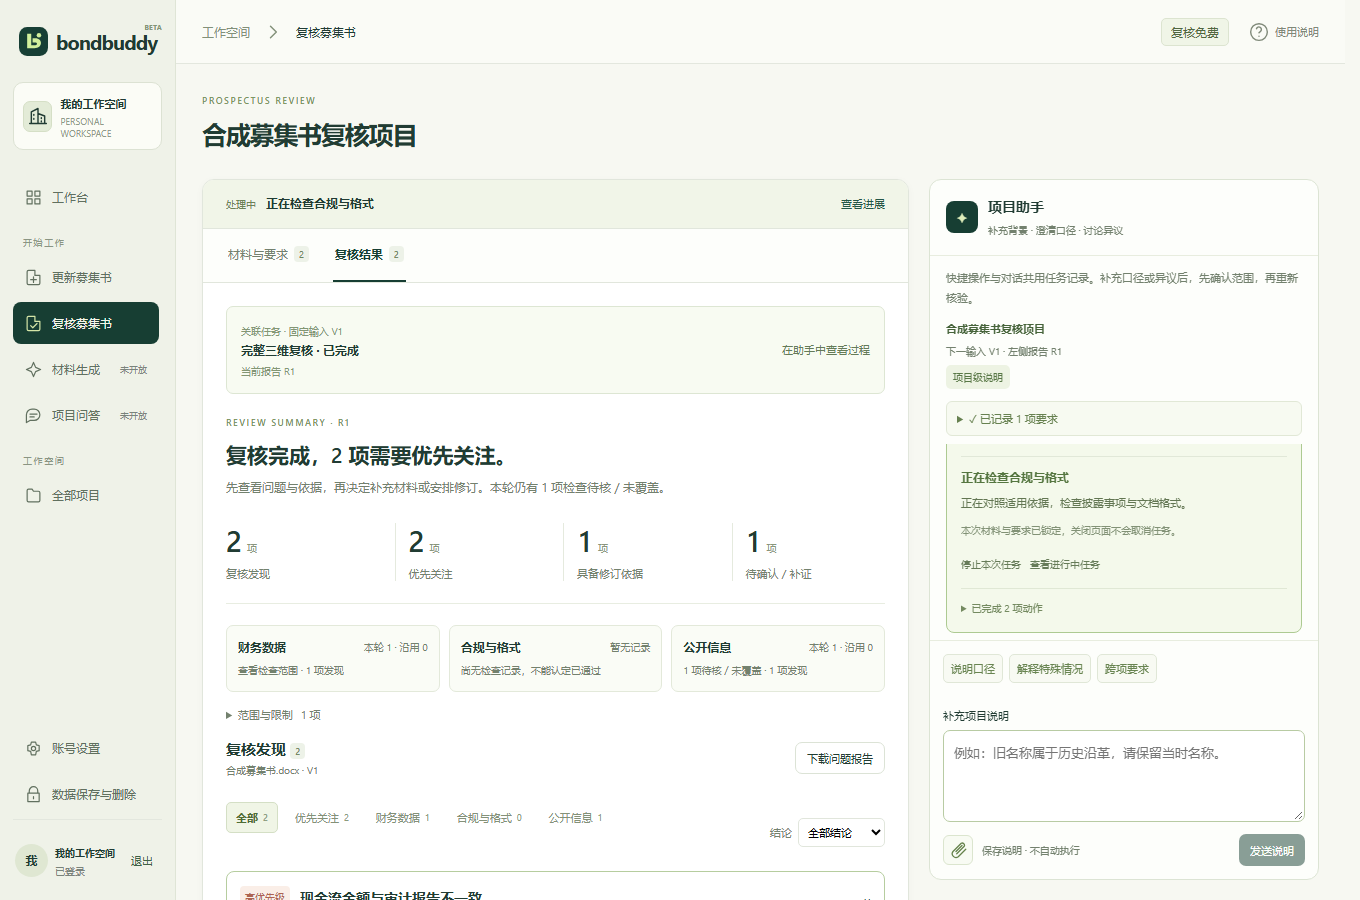 bondbuddy
BETA
我的工作空间
PERSONAL
WORKSPACE
工作台
开始工作
更新募集书
复核募集书
材料生成 未开放
项目问答 未开放
工作空间
全部项目
账号设置
数据保存与删除
我
我的工作空间
已登录
退出
工作空间
复核募集书
复核免费
使用说明
PROSPECTUS REVIEW
合成募集书复核项目
处理中 正在检查合规与格式
查看进展
材料与要求 2
复核结果 2
关联任务 · 固定输入 V1
完整三维复核 · 已完成
当前报告 R1
在助手中查看过程
REVIEW SUMMARY · R1
复核完成，2 项需要优先关注。
先查看问题与依据，再决定补充材料或安排修订。本轮仍有 1 项检查待核 / 未覆盖。
2 项
复核发现
2 项
优先关注
1 项
具备修订依据
1 项
待确认 / 补证
财务数据 本轮 1 · 沿用 0
查看检查范围 · 1 项发现
合规与格式 暂无记录
尚无检查记录，不能认定已通过
公开信息 本轮 1 · 沿用 0
1 项待核 / 未覆盖 · 1 项发现
范围与限制 1 项
复核发现 2
合成募集书.docx · V1
下载问题报告
全部 2
优先关注 2
财务数据 1
合规与格式 0
公开信息 1
结论 全部结论
高优先级 现金流金额与审计报告不一致
项目助手
补充背景 · 澄清口径 · 讨论异议
快捷操作与对话共用任务记录。补充口径或异议后，先确认范围，再重新
核验。
合成募集书复核项目
下一输入 V1 · 左侧报告 R1
项目级说明
✓ 已记录 1 项要求
正在检查合规与格式
正在对照适用依据，检查披露事项与文档格式。
本次材料与要求已锁定，关闭页面不会取消任务。
停止本次任务 查看进行中任务
已完成 2 项动作
说明口径
解释特殊情况
跨项要求
补充项目说明
例如：旧名称属于历史沿革，请保留当时名称。
保存说明 · 不自动执行
发送说明